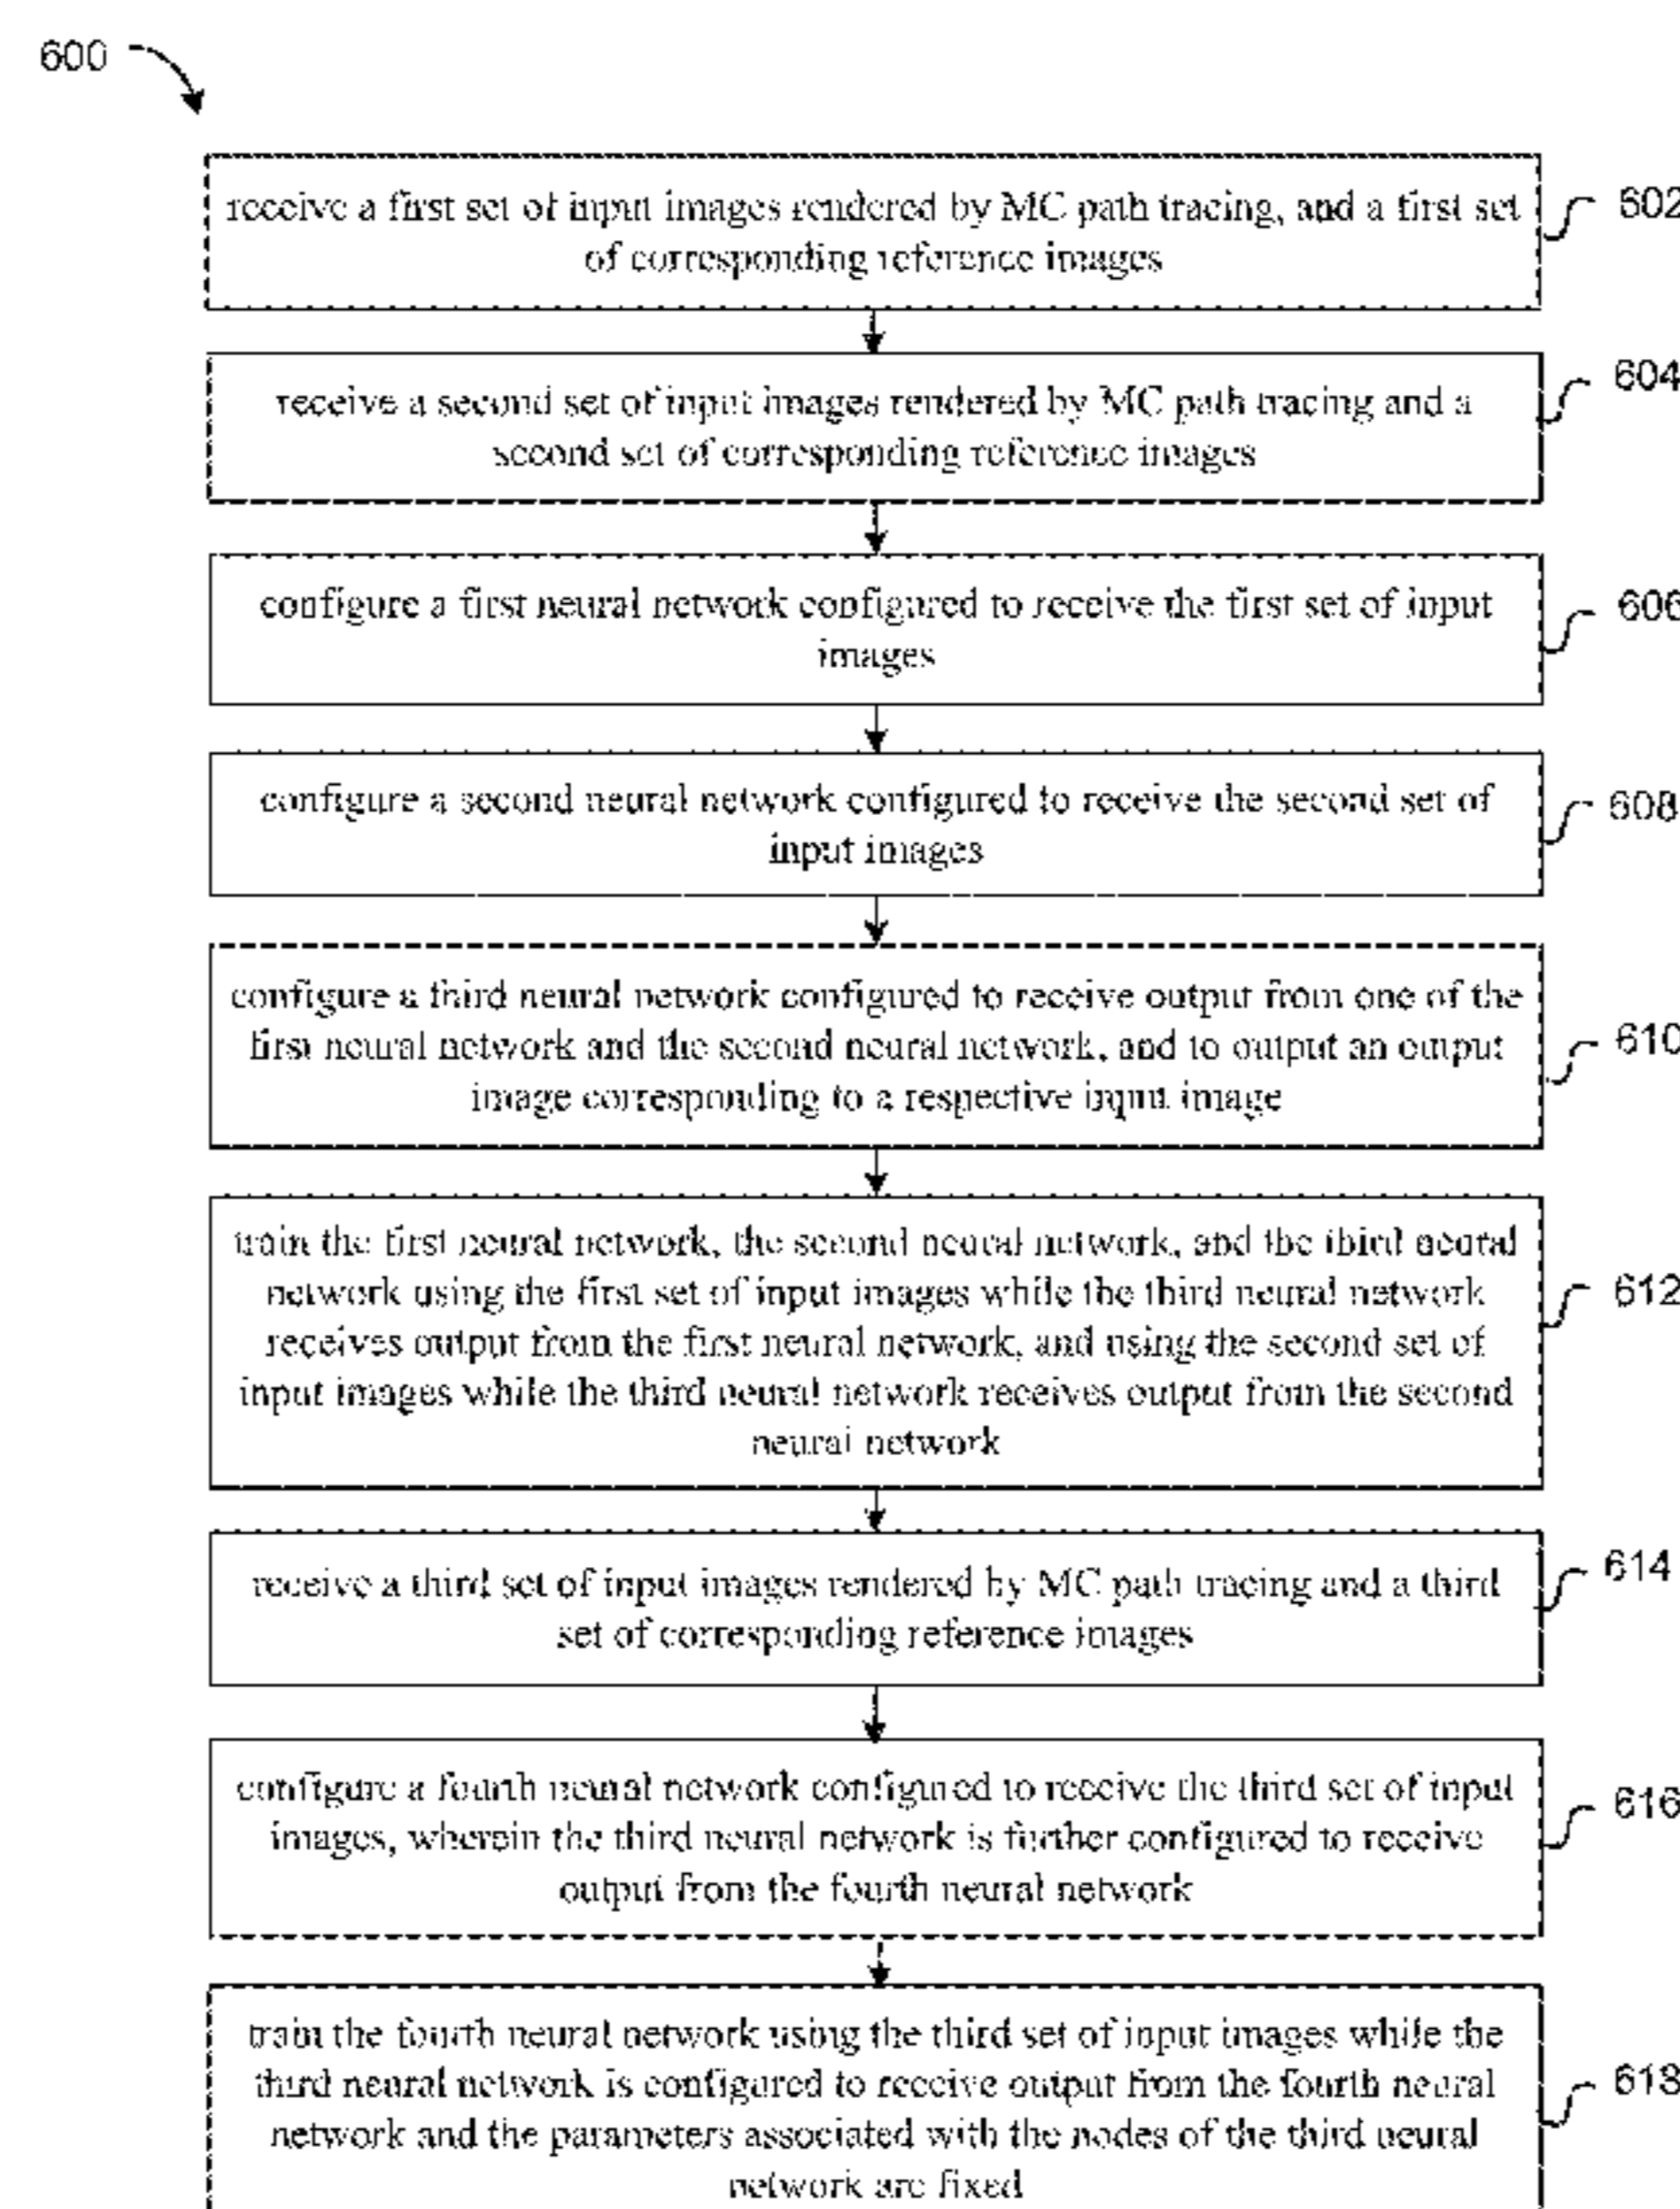 600
receive a first set of input images rendered by MC path tracing, and a first set
of corresponding reference images
602
receive a second set of input images rendered by MC path tracing and a
second set of corresponding reference images
604
configure a first neural network configured to receive the first set of input
images
606
configure a second neural network configured to receive the second set of
input images
608
configure a third neural network configured to receive output from one of the
first neural network and the second neural network, and to output an output
image corresponding to a respective input image
610
train the first neural network, the second neural network, and the third neural
network using the first set of input images while the third neural network
receives output from the first neural network, and using the second set of
input images while the third neural network receives output from the second
neural network
612
receive a third set of input images rendered by MC path tracing and a third
set of corresponding reference images
614
configure a fourth neural network configured to receive the third set of input
images, wherein the third neural network is further configured to receive
output from the fourth neural network
616
train the fourth neural network using the third set of input images while the
third neural network is configured to receive output from the fourth neural
network and the parameters associated with the nodes of the third neural
network are fixed
618